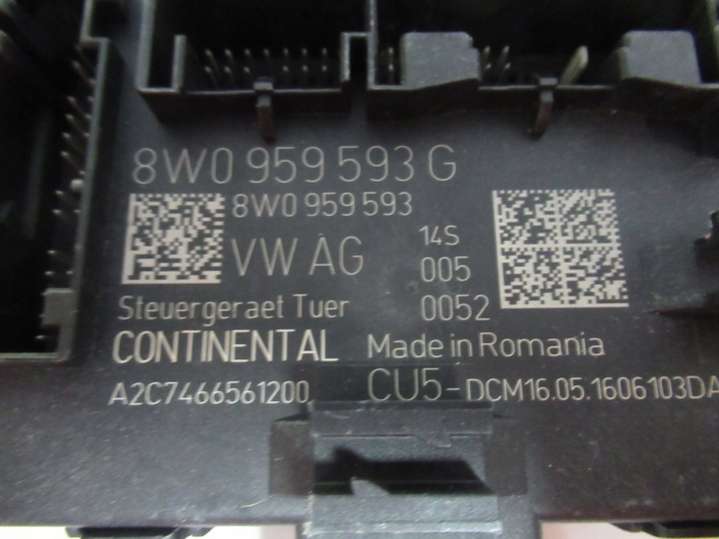 8W0 959 593 G
8W0 959 593
VW AG
14S
005
0052
Steuergeraet Tuer
CONTINENTAL Made in Romania
A2C7466561200 CU5-DCM16.05.1606103DA